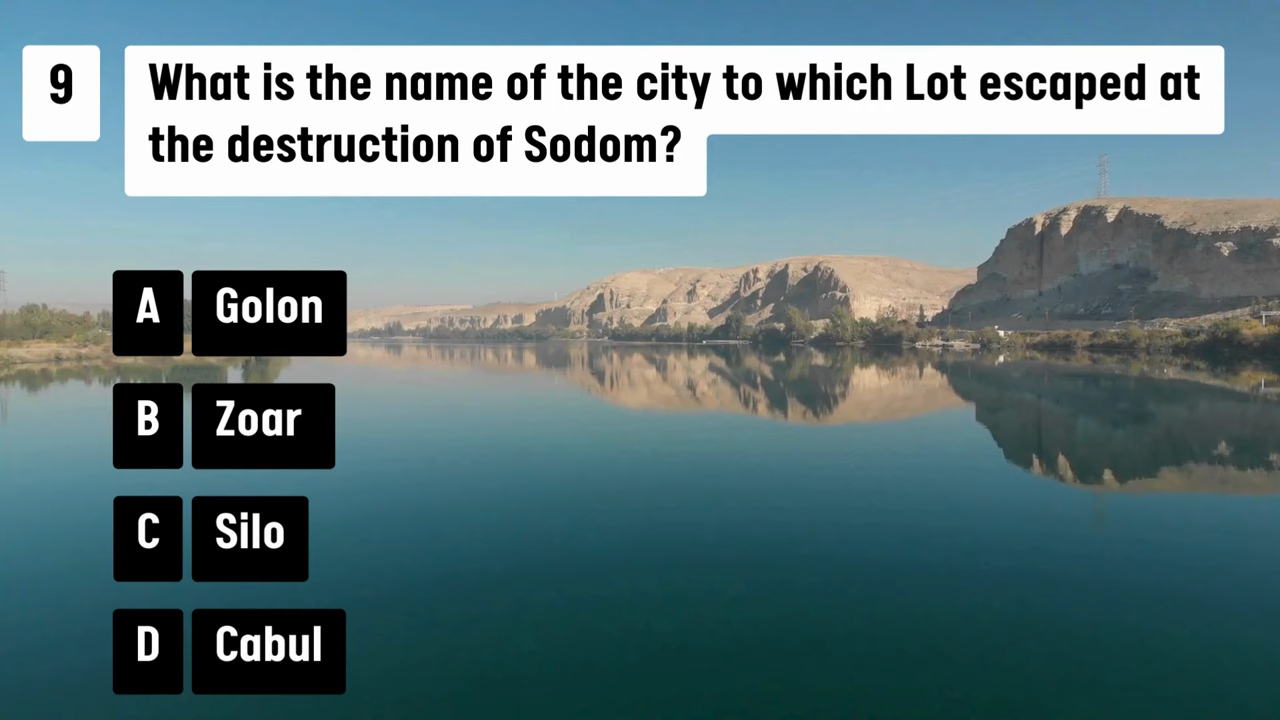 9
What is the name of the city to which Lot escaped at
the destruction of Sodom?
A Golon
B Zoar
C Silo
D Cabul